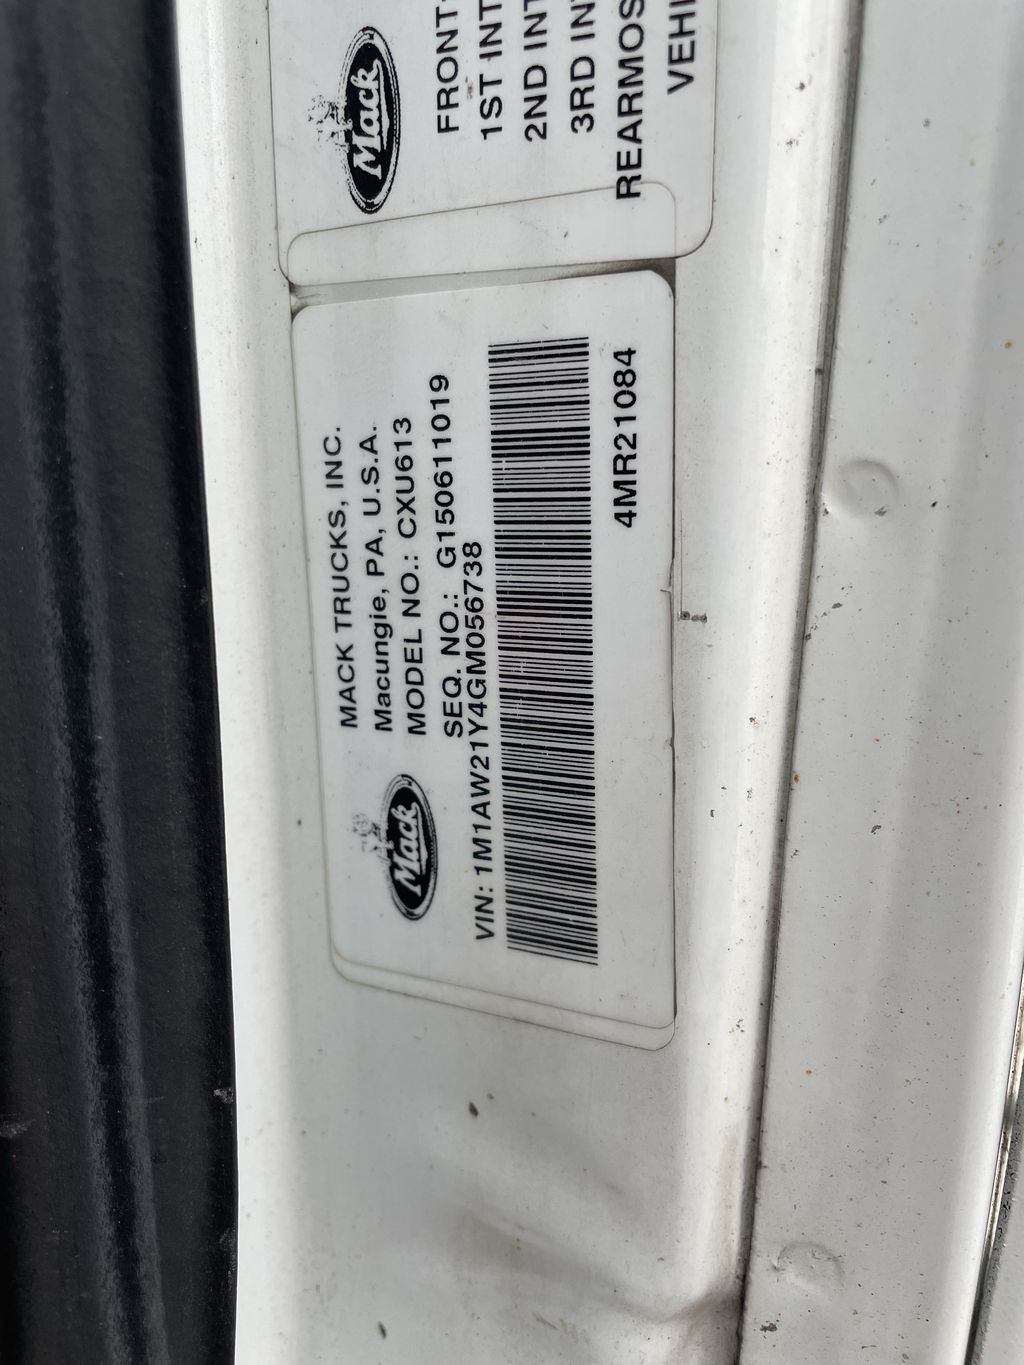 Mack
FRONT
1ST INT
2ND INT
3RD IN
REARMOS
VEHI
MACK TRUCKS, INC.
Macungie, PA, U.S.A.
MODEL NO.: CXU613
SEQ. NO.: G150611019
VIN: 1M1AW21Y4GM056738
Mack
4MR21084